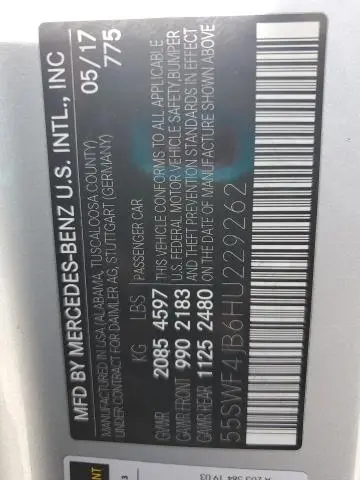 MFD BY MERCEDES-BENZ U.S. INTL., INC
MANUFACTURED IN USA (ALABAMA, TUSCALOOSA COUNTY)
UNDER CONTRACT FOR DAIMLER AG, STUTTGART (GERMANY)
05/17
775
KG LBS PASSENGER CAR
GVWR 2085 4597 THIS VEHICLE CONFORMS TO ALL APPLICABLE
GAWR FRONT 990 2183 U.S. FEDERAL MOTOR VEHICLE SAFETY, BUMPER
GAWR REAR 1125 2480 AND THEFT PREVENTION STANDARDS IN EFFECT
ON THE DATE OF MANUFACTURE SHOWN ABOVE
55SWF4JB6HU229262